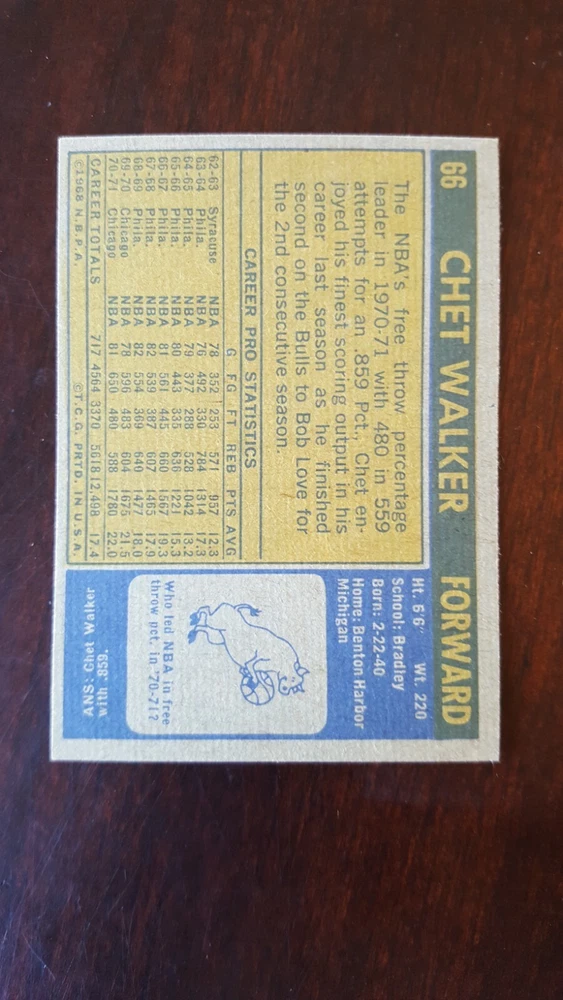 66 CHET WALKER FORWARD
The NBA's free throw percentage
leader in 1970-71 with 480 in 559
attempts for an .859 Pct., Chet en-
joyed his finest scoring output in his
career last season as he finished
second on the Bulls to Bob Love for
the 2nd consecutive season.
CAREER PRO STATISTICS
G FG FT REB PTS AVG
62-63 Syracuse NBA 78 352 253 571 957 12.3
63-64 Phila. NBA 76 492 330 784 1314 17.3
64-65 Phila. NBA 79 377 288 528 1042 13.2
65-66 Phila. NBA 80 443 335 636 1221 15.3
66-67 Phila. NBA 81 561 445 660 1567 19.3
67-68 Phila. NBA 82 539 387 607 1465 17.9
68-69 Phila. NBA 82 554 369 640 1477 18.0
69-70 Chicago NBA 78 596 483 604 1675 21.5
70-71 Chicago NBA 81 650 480 588 1780 22.0
CAREER TOTALS 717 4564 3370 5618 12,498 17.4
©1968 N.B.P.A. ©T.C.G. PRTD. IN U.S.A.
Ht. 6'6" Wt. 220
School: Bradley
Born: 2-22-40
Home: Benton Harbor
Michigan
Who led NBA in free
throw pct. in '70-71?
ANS: Chet Walker
with .859.